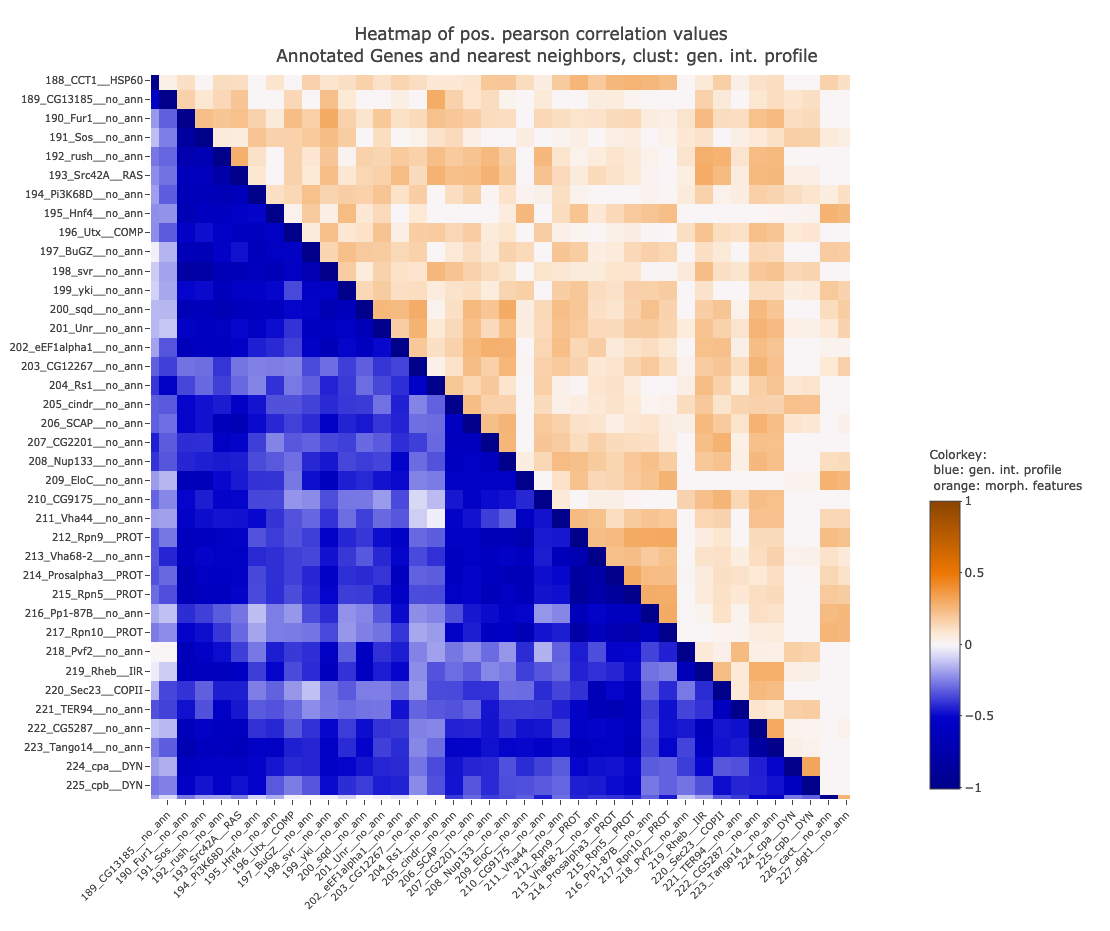 Heatmap of pos. pearson correlation values
Annotated Genes and nearest neighbors, clust: gen. int. profile
188_CCT1__HSP60
189_CG13185__no_ann
190_Fur1__no_ann
191_Sos__no_ann
192_rush__no_ann
193_Src42A__RAS
194_Pi3K68D__no_ann
195_Hnf4__no_ann
196_Utx__COMP
197_BuGZ__no_ann
198_svr__no_ann
199_yki__no_ann
200_sqd__no_ann
201_Unr__no_ann
202_eEF1alpha1__no_ann
203_CG12267__no_ann
204_Rs1__no_ann
205_cindr__no_ann
206_SCAP__no_ann
207_CG2201__no_ann
208_Nup133__no_ann
209_EloC__no_ann
210_CG9175__no_ann
211_Vha44__no_ann
212_Rpn9__PROT
213_Vha68-2__no_ann
214_Prosalpha3__PROT
215_Rpn5__PROT
216_Pp1-87B__no_ann
217_Rpn10__PROT
218_Pvf2__no_ann
219_Rheb__IIR
220_Sec23__COPII
221_TER94__no_ann
222_CG5287__no_ann
223_Tango14__no_ann
224_cpa__DYN
225_cpb__DYN
189_CG13185__no_ann
190_Fur1__no_ann
191_Sos__no_ann
192_rush__no_ann
193_Src42A__RAS
194_Pi3K68D__no_ann
195_Hnf4__no_ann
196_Utx__COMP
197_BuGZ__no_ann
198_svr__no_ann
199_yki__no_ann
200_sqd__no_ann
201_Unr__no_ann
202_eEF1alpha1__no_ann
203_CG12267__no_ann
204_Rs1__no_ann
205_cindr__no_ann
206_SCAP__no_ann
207_CG2201__no_ann
208_Nup133__no_ann
209_EloC__no_ann
210_CG9175__no_ann
211_Vha44__no_ann
212_Rpn9__PROT
213_Vha68-2__no_ann
214_Prosalpha3__PROT
215_Rpn5__PROT
216_Pp1-87B__no_ann
217_Rpn10__PROT
218_Pvf2__no_ann
219_Rheb__IIR
220_Sec23__COPII
221_TER94__no_ann
222_CG5287__no_ann
223_Tango14__no_ann
224_cpa__DYN
225_cpb__DYN
226_cact__no_ann
227_dgt1__no_ann
Colorkey:
blue: gen. int. profile
orange: morph. features
1
0.5
0
−0.5
−1